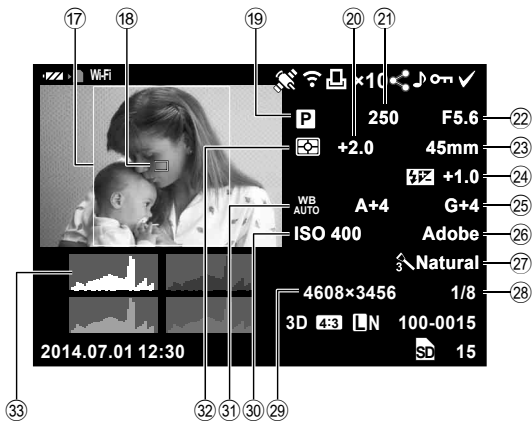 ⑰ ⑱ ⑲ ⑳ ㉑
Wi-Fi ×10
P 250 F5.6 ㉒
+2.0 45mm ㉓
+1.0 ㉔
WB AUTO A+4 G+4 ㉕
ISO 400 Adobe ㉖
3 Natural ㉗
4608×3456 1/8 ㉘
3D 4:3 LN 100-0015
2014.07.01 12:30 SD 15
㉝ ㉜ ㉛ ㉚ ㉙